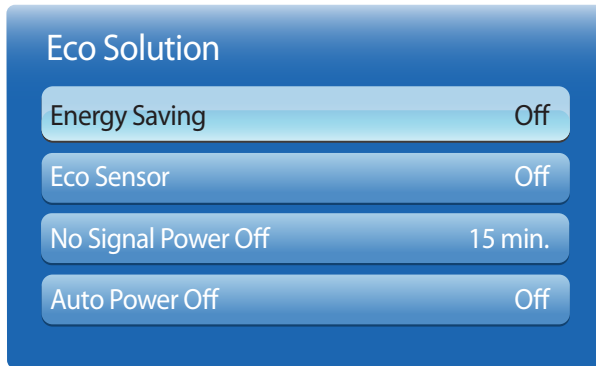 Eco Solution
Energy Saving Off
Eco Sensor Off
No Signal Power Off 15 min.
Auto Power Off Off